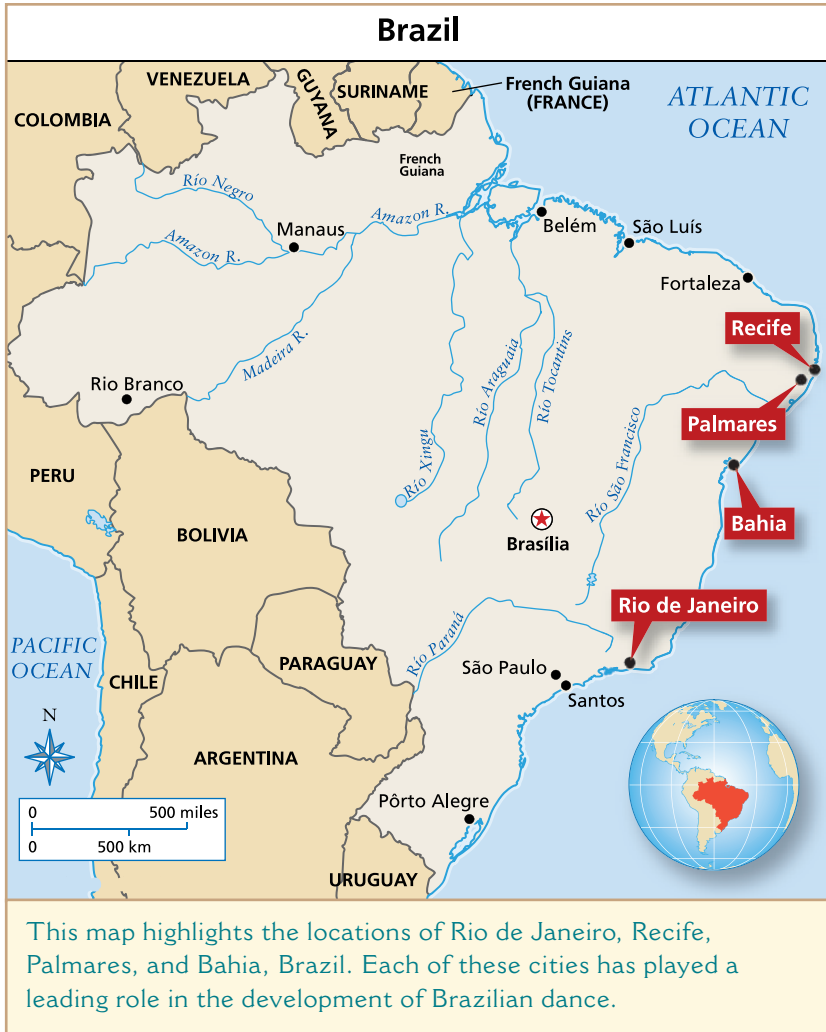 Brazil
VENEZUELA
GUYANA
SURINAME
French Guiana
(FRANCE)
ATLANTIC
OCEAN
COLOMBIA
French
Guiana
Río Negro
Amazon R.
Manaus
Amazon R.
Belém
São Luís
Fortaleza
Recife
Madeira R.
Río Araguaia
Río Tocantins
Rio Branco
Palmares
Río Xingu
Río São Francisco
PERU
BOLIVIA
Brasília
Bahia
Rio de Janeiro
PACIFIC
OCEAN
CHILE
PARAGUAY
Río Paraná
São Paulo
Santos
N
ARGENTINA
0 500 miles
0 500 km
Pôrto Alegre
URUGUAY
This map highlights the locations of Rio de Janeiro, Recife,
Palmares, and Bahia, Brazil. Each of these cities has played a
leading role in the development of Brazilian dance.